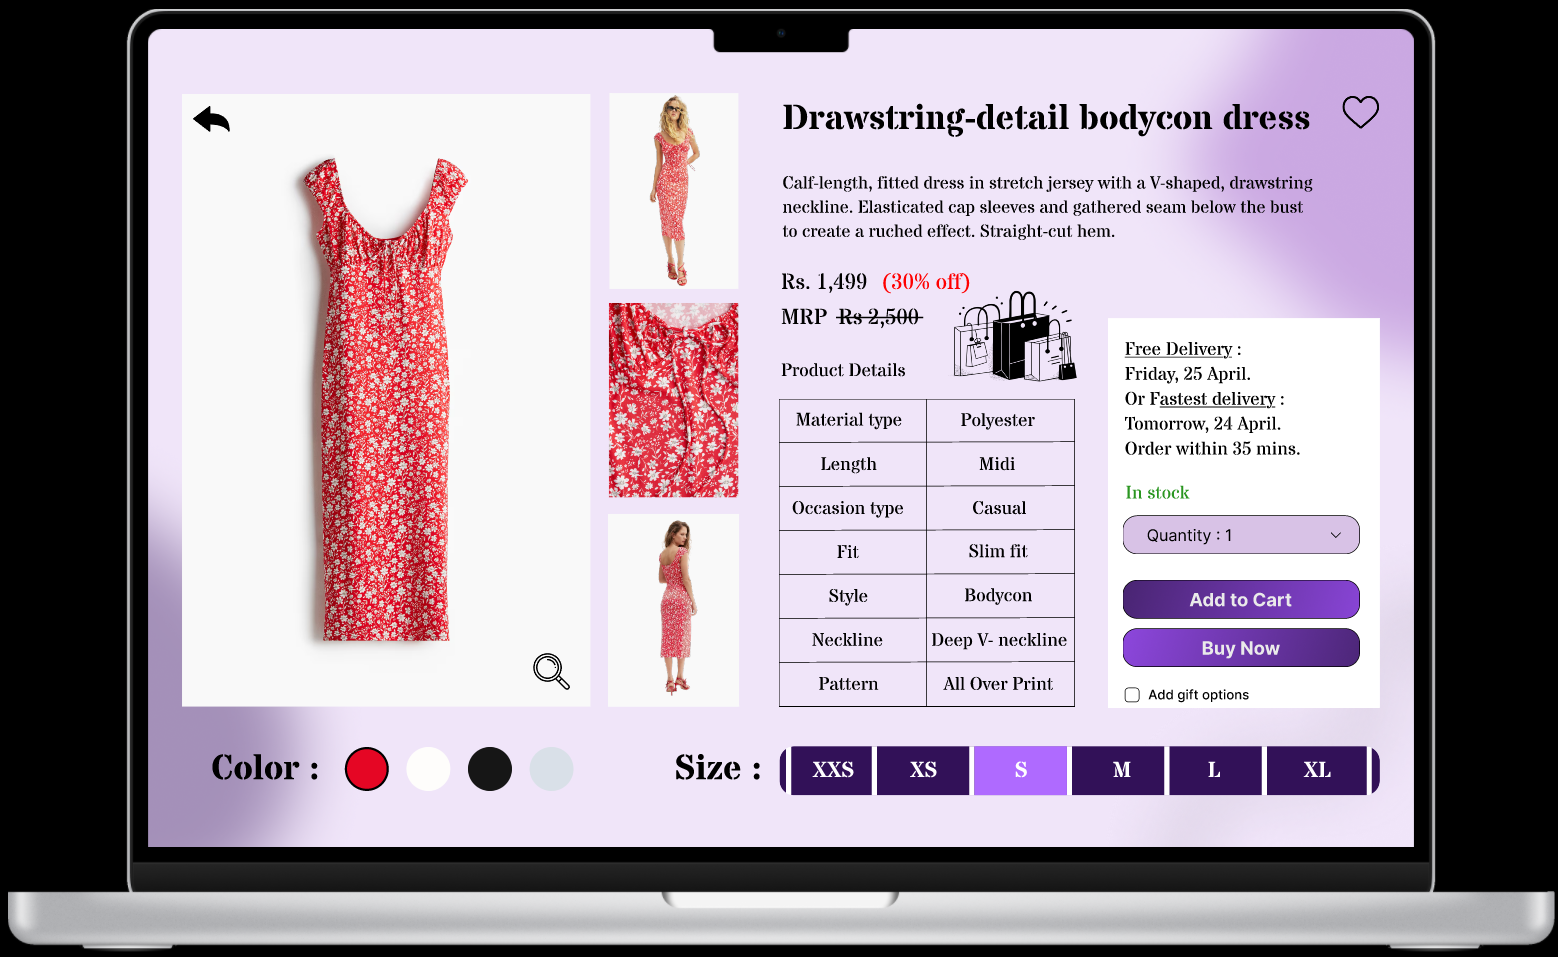 Drawstring-detail bodycon dress
Calf-length, fitted dress in stretch jersey with a V-shaped, drawstring
neckline. Elasticated cap sleeves and gathered seam below the bust
to create a ruched effect. Straight-cut hem.
Rs. 1,499 (30% off)
MRP Rs 2,500
Product Details
Material type Polyester
Length Midi
Occasion type Casual
Fit Slim fit
Style Bodycon
Neckline Deep V- neckline
Pattern All Over Print
Free Delivery :
Friday, 25 April.
Or Fastest delivery :
Tomorrow, 24 April.
Order within 35 mins.
In stock
Quantity : 1
Add to Cart
Buy Now
Add gift options
Color :
Size :
XXS XS S M L XL